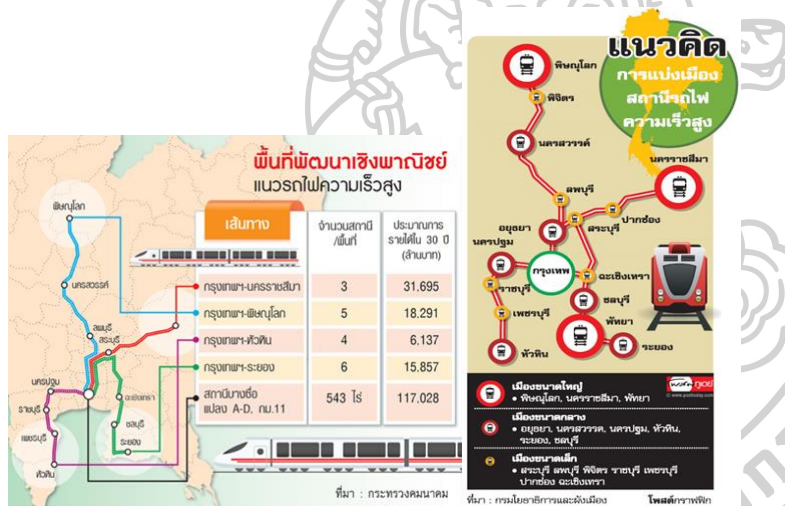 พื้นที่พัฒนาเชิงพาณิชย์
แนวรถไฟความเร็วสูง
เส้นทาง
จำนวนสถานี
/พื้นที่
ประมาณการ
รายได้ใน 30 ปี
(ล้านบาท)
กรุงเทพฯ-นครราชสีมา 3 31.695
กรุงเทพฯ-พิษณุโลก 5 18.291
กรุงเทพฯ-หัวหิน 4 6.137
กรุงเทพฯ-ระยอง 6 15.857
สถานีบางซื่อ
แปลง A-D. กม.11
543 ไร่ 117.028
พิษณุโลก
นครสวรรค์
ลพบุรี
สระบุรี
นครปฐม
ราชบุรี
เพชรบุรี
หัวหิน
ฉะเชิงเทรา
ชลบุรี
ระยอง
ที่มา : กระทรวงคมนาคม
แนวคิด
การแบ่งเมือง
สถานีรถไฟ
ความเร็วสูง
พิษณุโลก
พิจิตร
นครสวรรค์
นครราชสีมา
ลพบุรี
ปากช่อง
สระบุรี
อยุธยา
นครปฐม
กรุงเทพ
ฉะเชิงเทรา
ราชบุรี
ชลบุรี
เพชรบุรี
พัทยา
ระยอง
หัวหิน
เมืองขนาดใหญ่
• พิษณุโลก, นครราชสีมา, พัทยา
เมืองขนาดกลาง
• อยุธยา, นครสวรรค์, นครปฐม, หัวหิน,
ระยอง, ชลบุรี
เมืองขนาดเล็ก
• สระบุรี ลพบุรี พิจิตร ราชบุรี เพชรบุรี
ปากช่อง ฉะเชิงเทรา
ที่มา : กรมโยธาธิการและผังเมือง
โพสต์กราฟฟิก